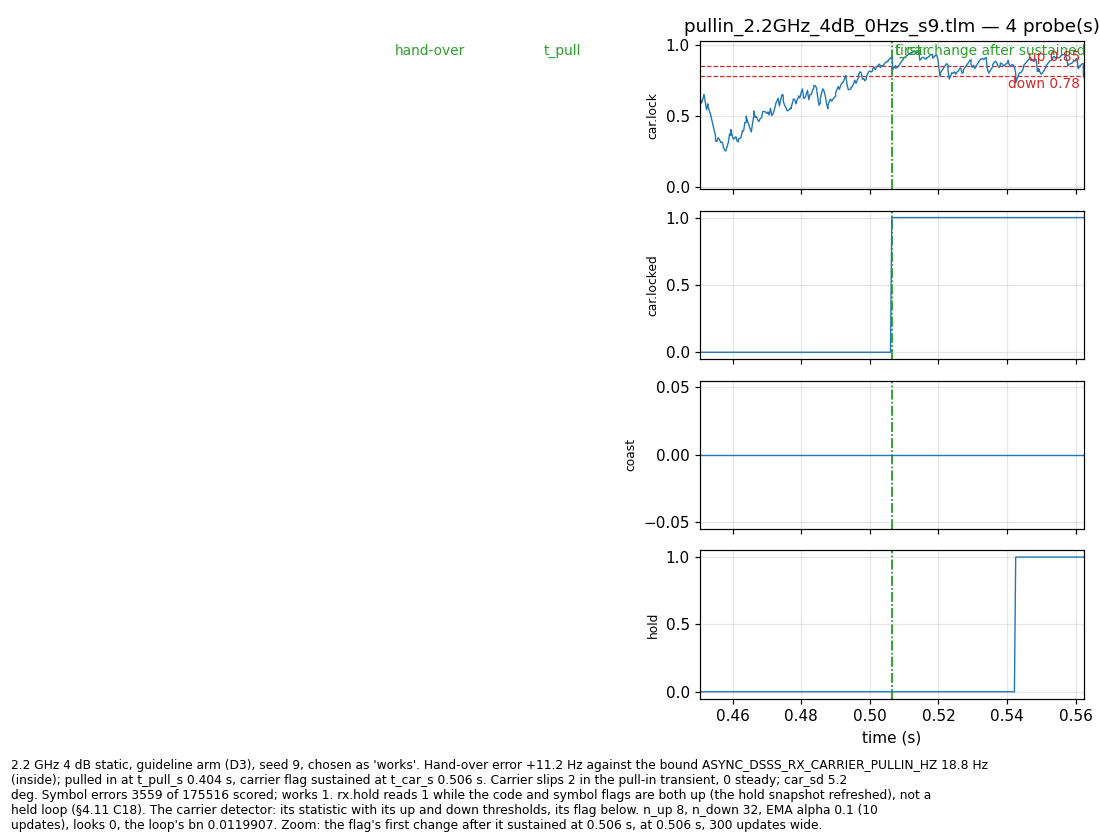 pullin_2.2GHz_4dB_0Hzs_s9.tlm — 4 probe(s)
hand-over
t_pull
first change after sustained
up 0.85
down 0.78
1.0
0.5
0.0
car.lock
1.0
0.5
0.0
car.locked
0.05
0.00
−0.05
coast
1.0
0.5
0.0
hold
0.46 0.48 0.50 0.52 0.54 0.56
time (s)
2.2 GHz 4 dB static, guideline arm (D3), seed 9, chosen as 'works'. Hand-over error +11.2 Hz against the bound ASYNC_DSSS_RX_CARRIER_PULLIN_HZ 18.8 Hz
(inside); pulled in at t_pull_s 0.404 s, carrier flag sustained at t_car_s 0.506 s. Carrier slips 2 in the pull-in transient, 0 steady; car_sd 5.2
deg. Symbol errors 3559 of 175516 scored; works 1. rx.hold reads 1 while the code and symbol flags are both up (the hold snapshot refreshed), not a
held loop (§4.11 C18). The carrier detector: its statistic with its up and down thresholds, its flag below. n_up 8, n_down 32, EMA alpha 0.1 (10
updates), looks 0, the loop's bn 0.0119907. Zoom: the flag's first change after it sustained at 0.506 s, at 0.506 s, 300 updates wide.